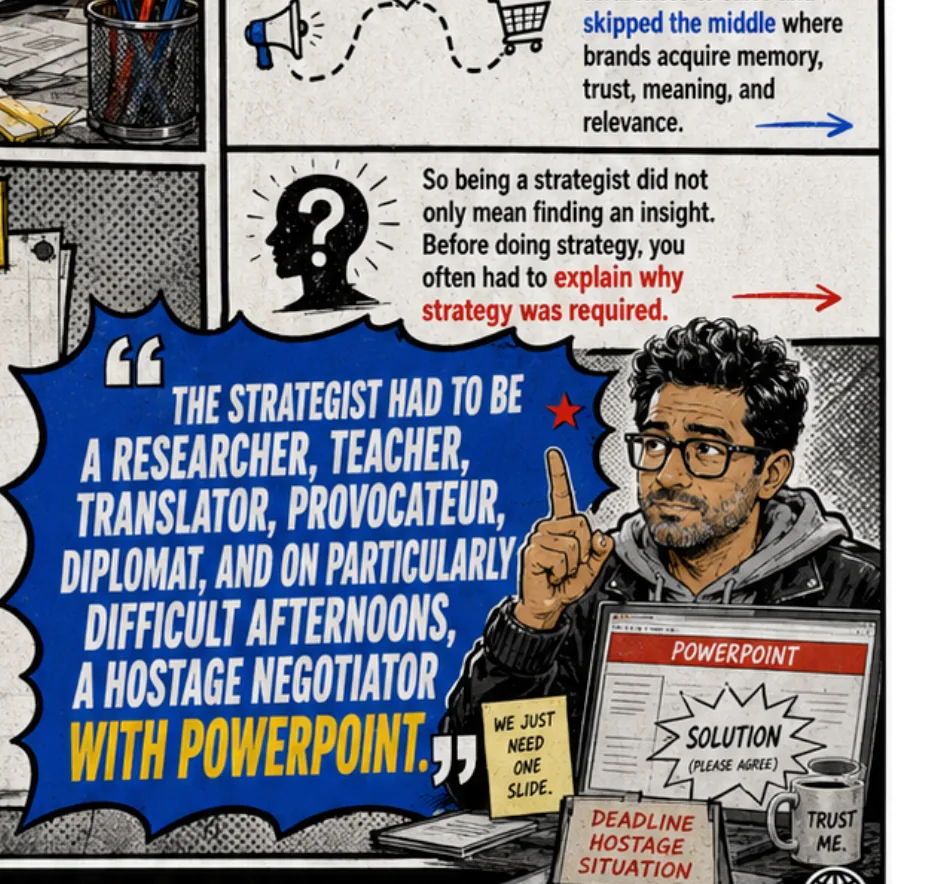 skipped the middle where
brands acquire memory,
trust, meaning, and
relevance.
?
So being a strategist did not
only mean finding an insight.
Before doing strategy, you
often had to explain why
strategy was required.
“
THE STRATEGIST HAD TO BE
A RESEARCHER, TEACHER,
TRANSLATOR, PROVOCATEUR,
DIPLOMAT, AND ON PARTICULARLY
DIFFICULT AFTERNOONS,
A HOSTAGE NEGOTIATOR
WITH POWERPOINT.”
POWERPOINT
SOLUTION
(PLEASE AGREE)
WE JUST
NEED
ONE
SLIDE.
DEADLINE
HOSTAGE
SITUATION
TRUST
ME.